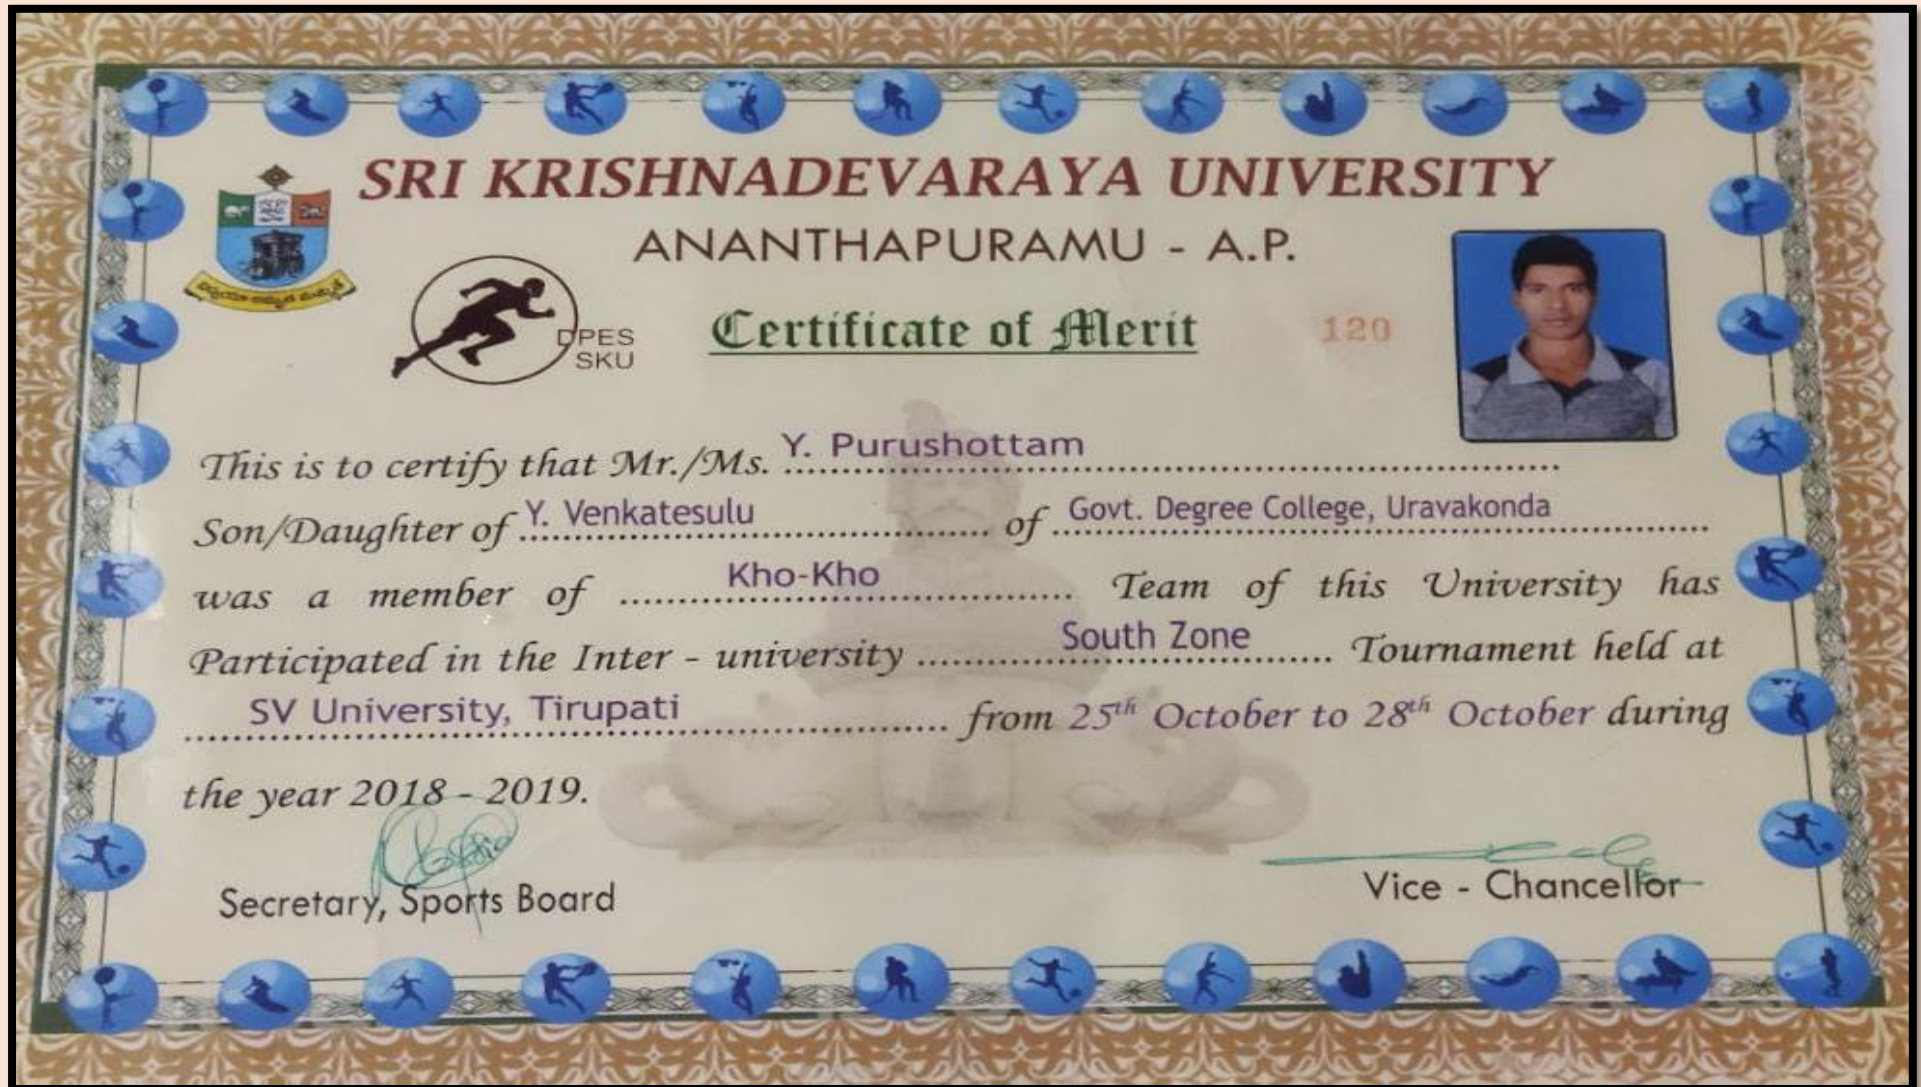 SRI KRISHNADEVARAYA UNIVERSITY
ANANTHAPURAMU - A.P.
DPES
SKU
Certificate of Merit
120
This is to certify that Mr./Ms. Y. Purushottam
Son/Daughter of Y. Venkatesulu of Govt. Degree College, Uravakonda
was a member of Kho-Kho Team of this University has
Participated in the Inter - university South Zone Tournament held at
SV University, Tirupati from 25th October to 28th October during
the year 2018 - 2019.
Secretary, Sports Board
Vice - Chancellor